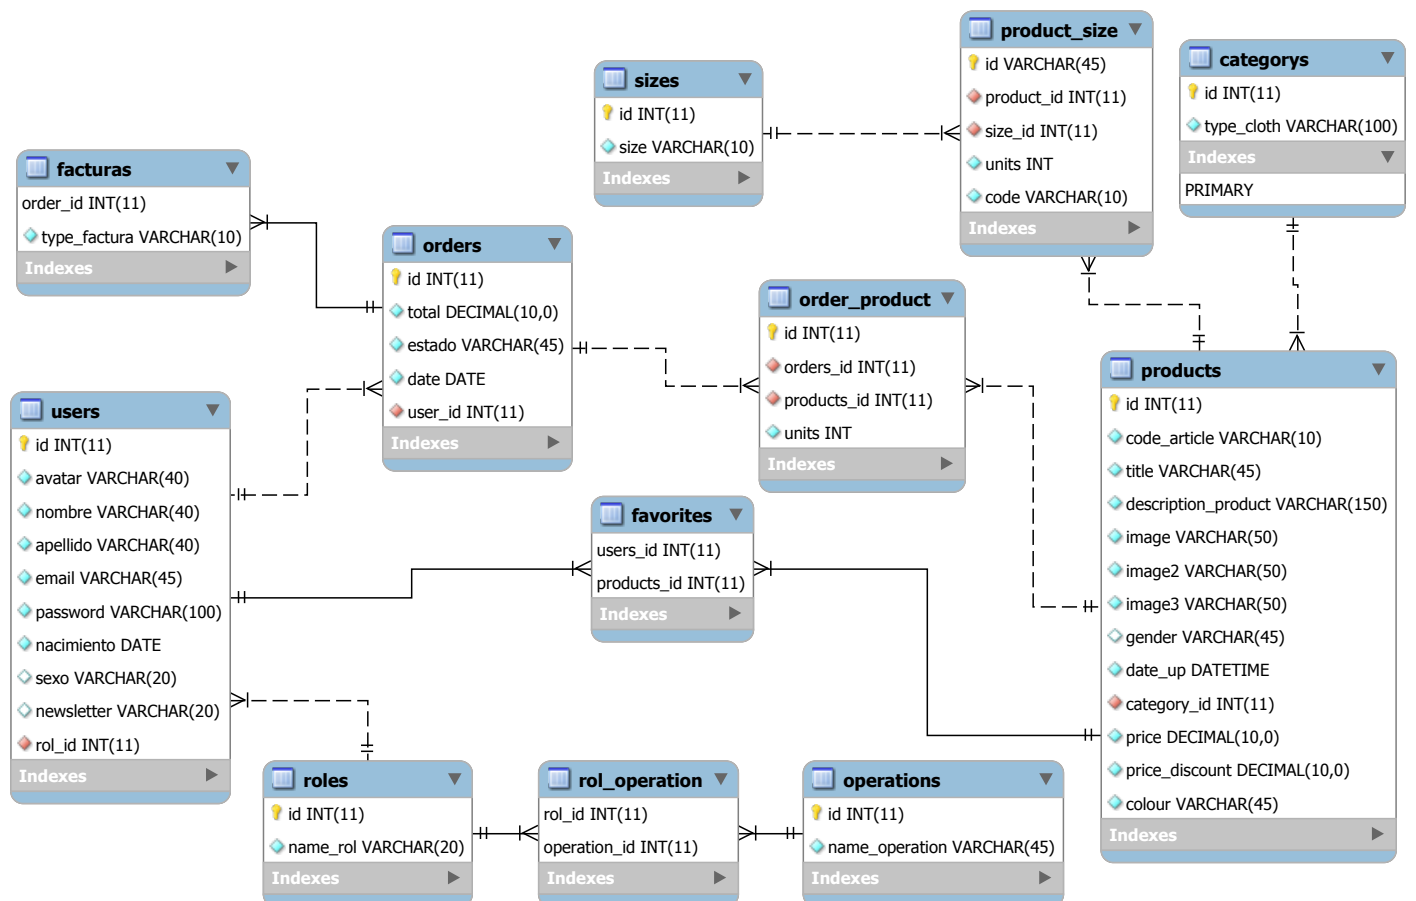 product_size
id VARCHAR(45)
product_id INT(11)
size_id INT(11)
units INT
code VARCHAR(10)
Indexes
categorys
id INT(11)
type_cloth VARCHAR(100)
Indexes
PRIMARY
sizes
id INT(11)
size VARCHAR(10)
Indexes
facturas
order_id INT(11)
type_factura VARCHAR(10)
Indexes
orders
id INT(11)
total DECIMAL(10,0)
estado VARCHAR(45)
date DATE
user_id INT(11)
Indexes
order_product
id INT(11)
orders_id INT(11)
products_id INT(11)
units INT
Indexes
products
id INT(11)
code_article VARCHAR(10)
title VARCHAR(45)
description_product VARCHAR(150)
image VARCHAR(50)
image2 VARCHAR(50)
image3 VARCHAR(50)
gender VARCHAR(45)
date_up DATETIME
category_id INT(11)
price DECIMAL(10,0)
price_discount DECIMAL(10,0)
colour VARCHAR(45)
Indexes
users
id INT(11)
avatar VARCHAR(40)
nombre VARCHAR(40)
apellido VARCHAR(40)
email VARCHAR(45)
password VARCHAR(100)
nacimiento DATE
sexo VARCHAR(20)
newsletter VARCHAR(20)
rol_id INT(11)
Indexes
favorites
users_id INT(11)
products_id INT(11)
Indexes
roles
id INT(11)
name_rol VARCHAR(20)
Indexes
rol_operation
rol_id INT(11)
operation_id INT(11)
Indexes
operations
id INT(11)
name_operation VARCHAR(45)
Indexes